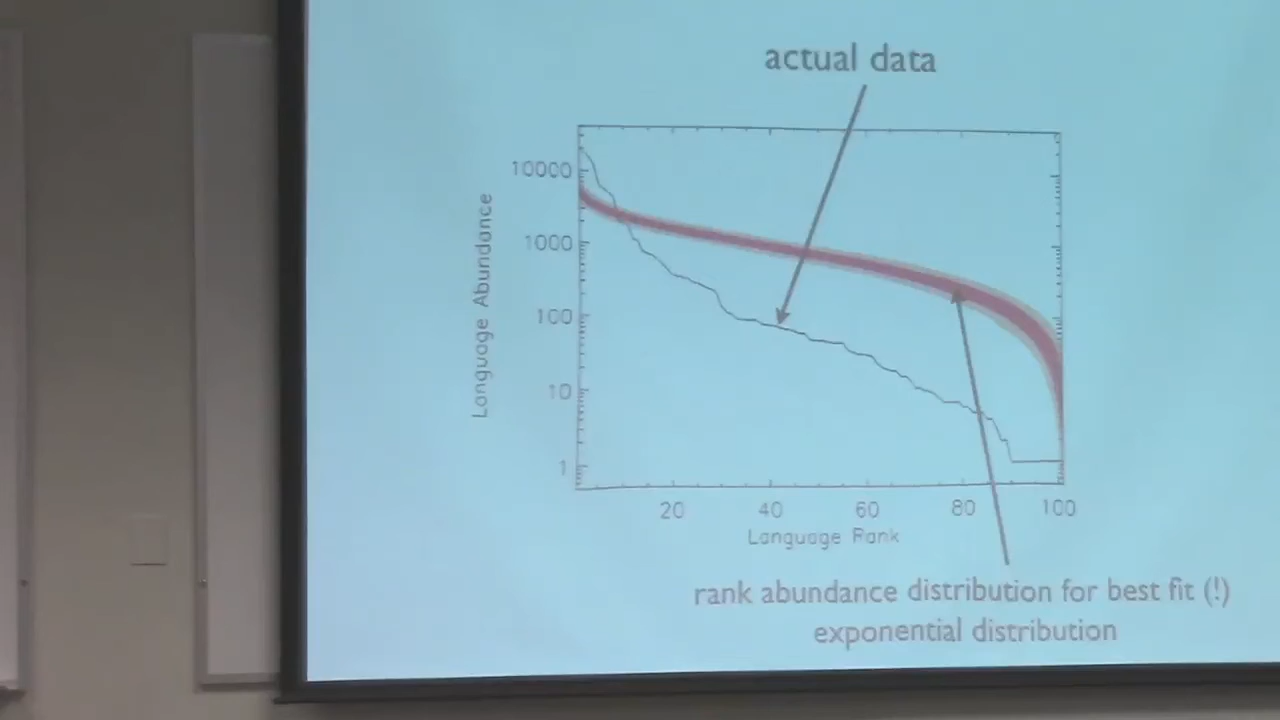 actual data
10000
1000
100
10
1
Language Abundance
20 40 60 80 100
Language Rank
rank abundance distribution for best fit (!)
exponential distribution